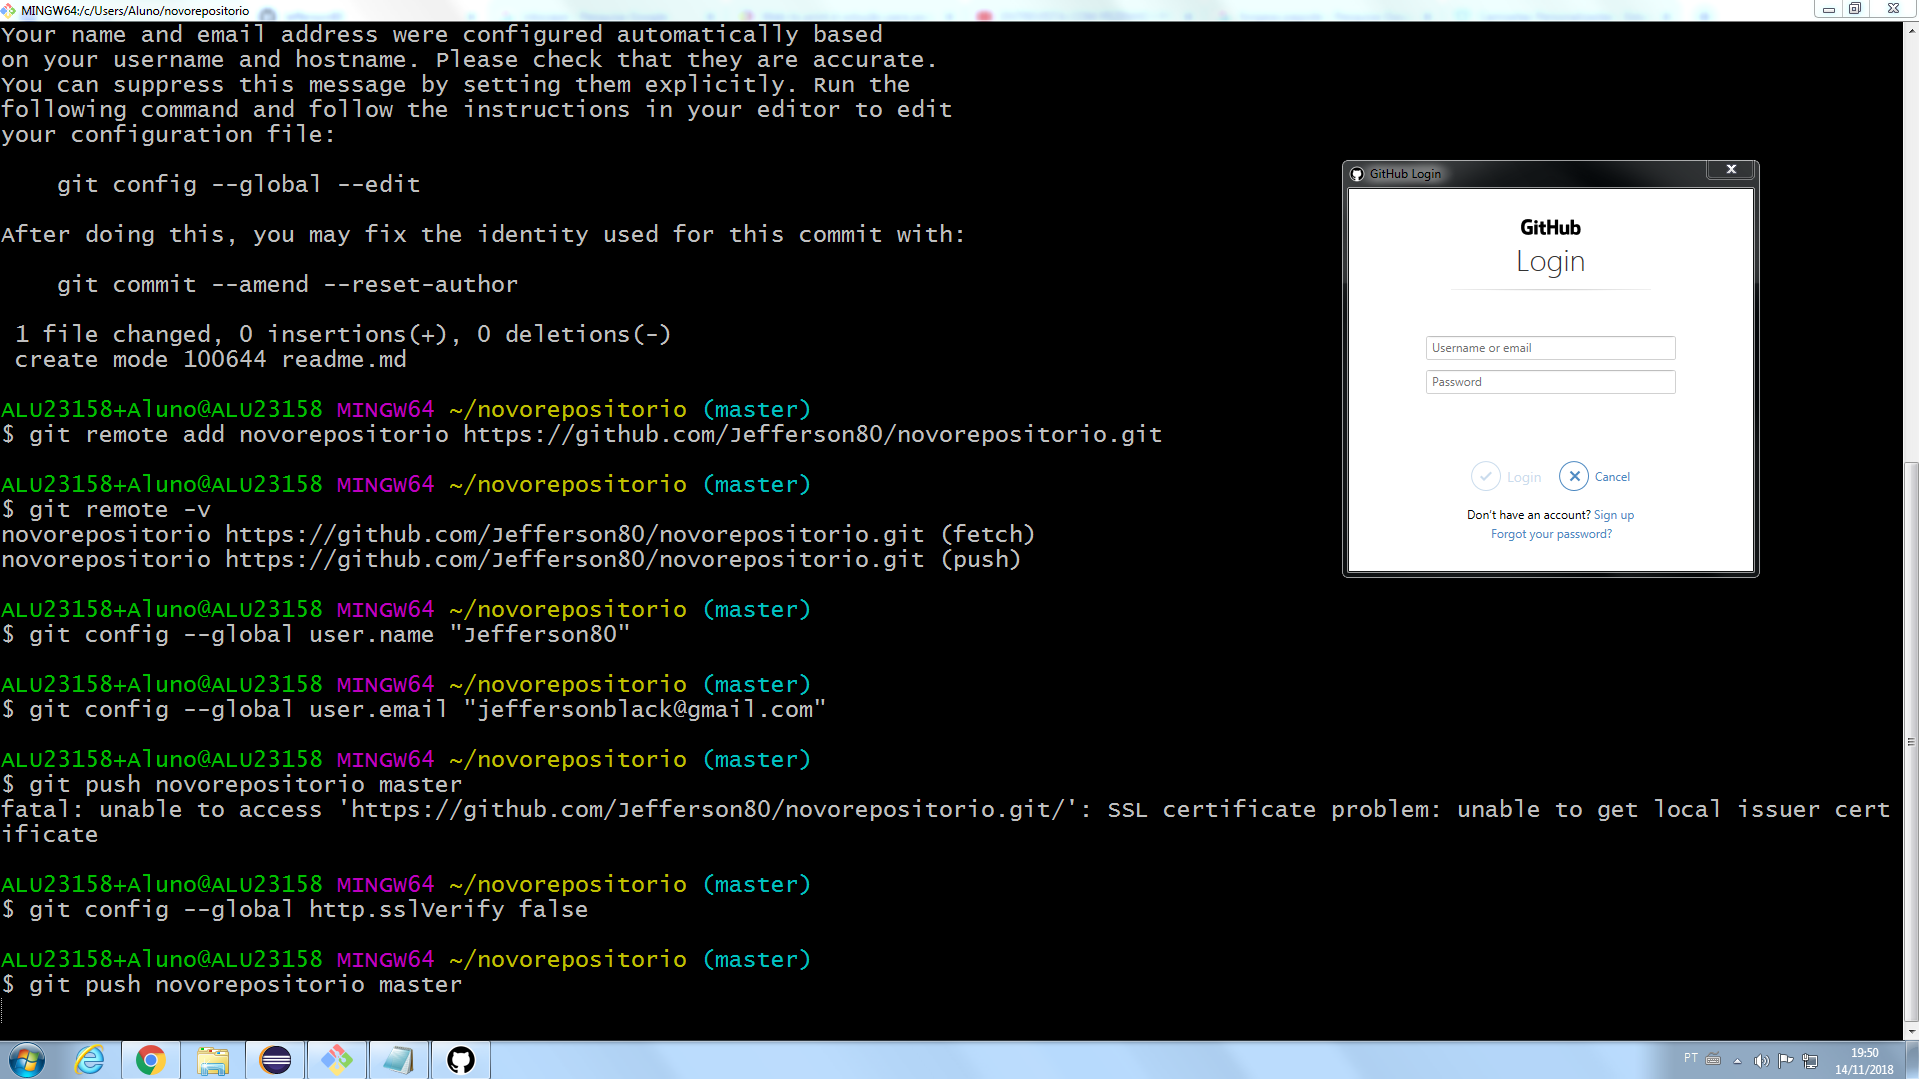 MINGW64:/c/Users/Aluno/novorepositorio
Your name and email address were configured automatically based
on your username and hostname. Please check that they are accurate.
You can suppress this message by setting them explicitly. Run the
following command and follow the instructions in your editor to edit
your configuration file:
git config --global --edit
After doing this, you may fix the identity used for this commit with:
git commit --amend --reset-author
1 file changed, 0 insertions(+), 0 deletions(-)
create mode 100644 readme.md
ALU23158+Aluno@ALU23158 MINGW64 ~/novorepositorio (master)
$ git remote add novorepositorio https://github.com/Jefferson80/novorepositorio.git
ALU23158+Aluno@ALU23158 MINGW64 ~/novorepositorio (master)
$ git remote -v
novorepositorio https://github.com/Jefferson80/novorepositorio.git (fetch)
novorepositorio https://github.com/Jefferson80/novorepositorio.git (push)
ALU23158+Aluno@ALU23158 MINGW64 ~/novorepositorio (master)
$ git config --global user.name "Jefferson80"
ALU23158+Aluno@ALU23158 MINGW64 ~/novorepositorio (master)
$ git config --global user.email "jeffersonblack@gmail.com"
ALU23158+Aluno@ALU23158 MINGW64 ~/novorepositorio (master)
$ git push novorepositorio master
fatal: unable to access 'https://github.com/Jefferson80/novorepositorio.git/': SSL certificate problem: unable to get local issuer cert
ificate
ALU23158+Aluno@ALU23158 MINGW64 ~/novorepositorio (master)
$ git config --global http.sslVerify false
ALU23158+Aluno@ALU23158 MINGW64 ~/novorepositorio (master)
$ git push novorepositorio master
GitHub Login
GitHub
Login
Username or email
Password
Login
Cancel
Don't have an account? Sign up
Forgot your password?
PT
19:50
14/11/2018